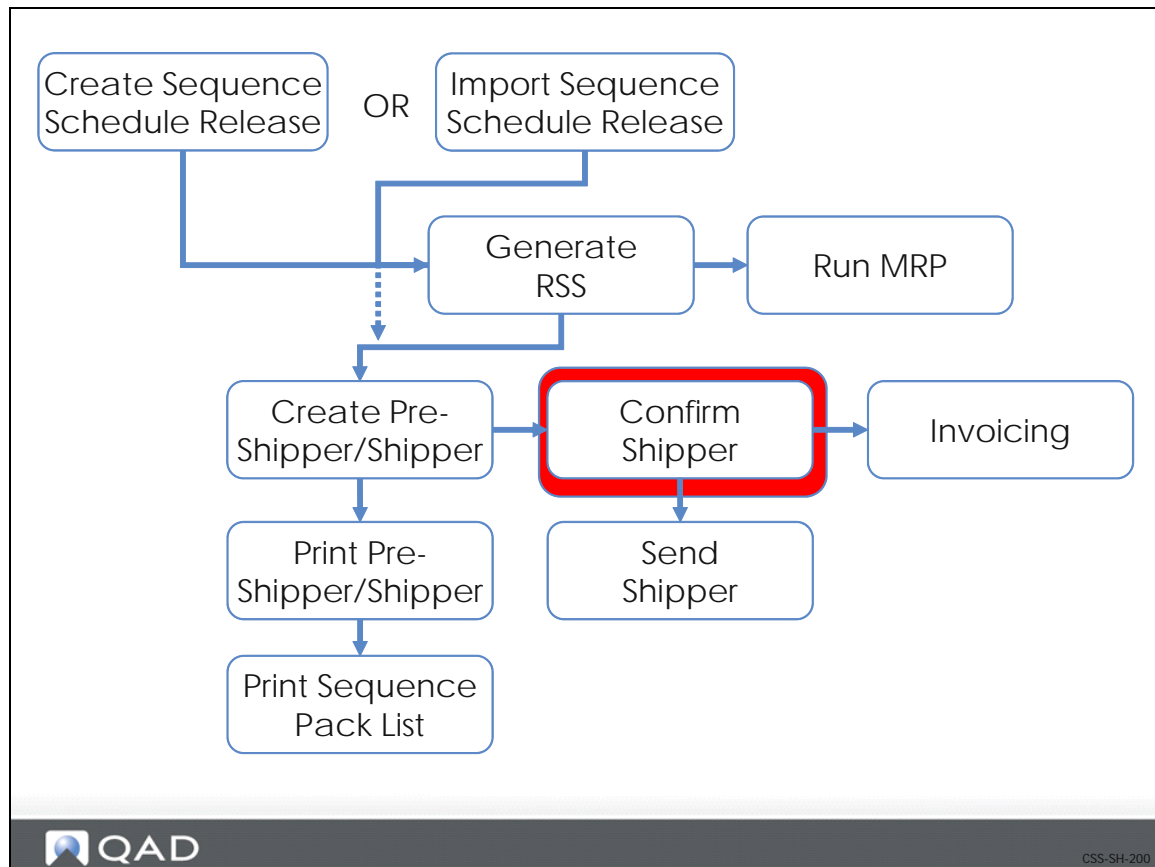 Create Sequence
Schedule Release
OR
Import Sequence
Schedule Release
Generate
RSS
Run MRP
Create Pre-
Shipper/Shipper
Confirm
Shipper
Invoicing
Print Pre-
Shipper/Shipper
Send
Shipper
Print Sequence
Pack List
QAD
CSS-SH-200